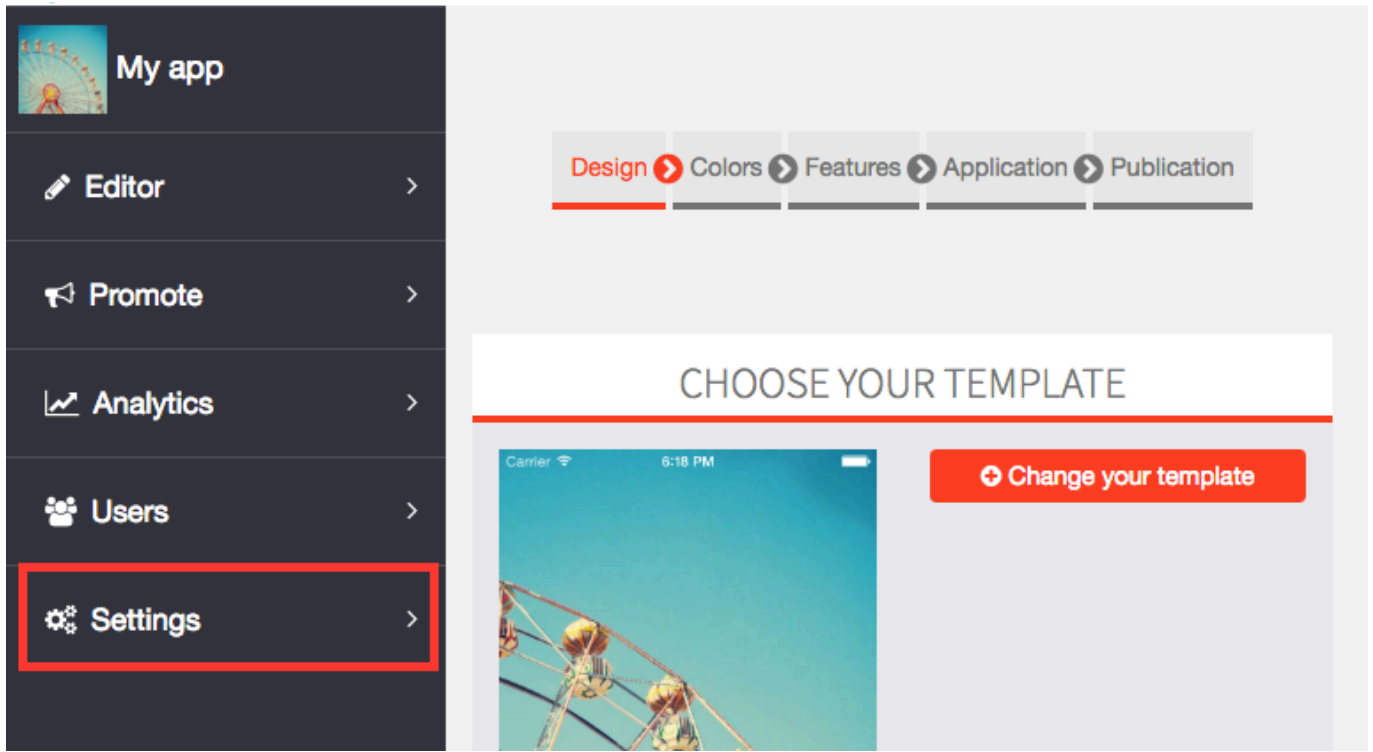 My app
Editor
Promote
Analytics
Users
Settings
Design Colors Features Application Publication
CHOOSE YOUR TEMPLATE
Carrier 6:18 PM
Change your template